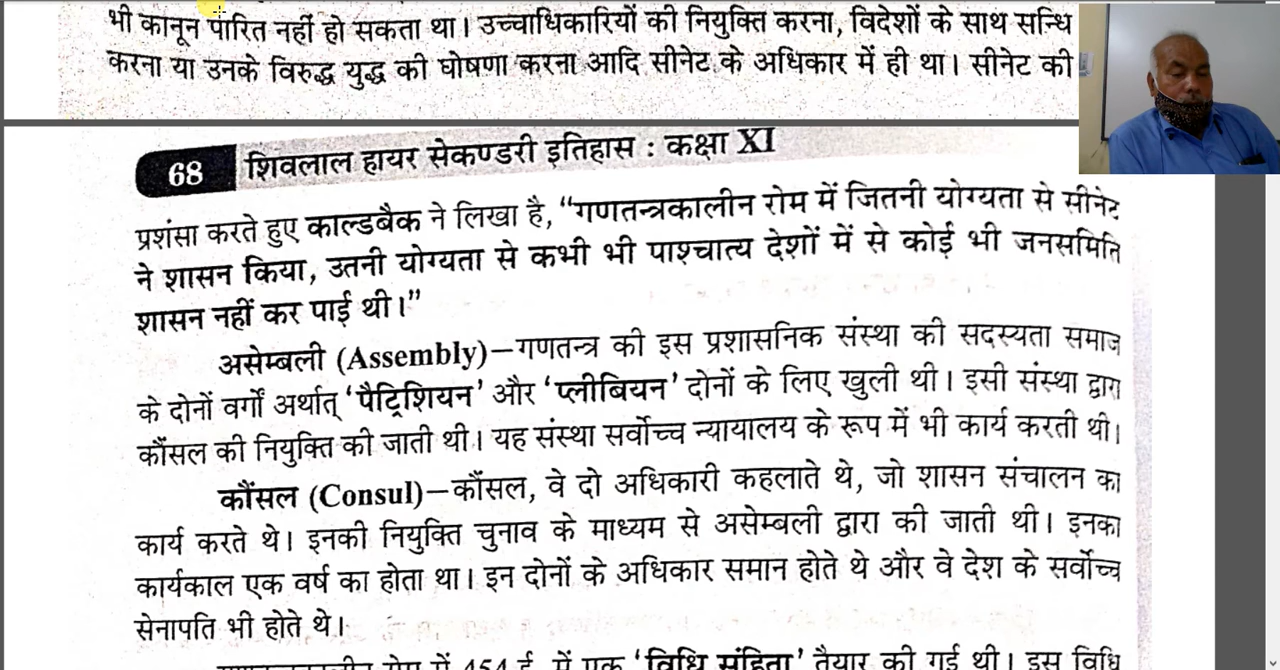 भी कानून पारित नहीं हो सकता था। उच्चाधिकारियों की नियुक्ति करना, विदेशों के साथ सन्धि
करना या उनके विरुद्ध युद्ध की घोषणा करना आदि सीनेट के अधिकार में ही था। सीनेट की
68 शिवलाल हायर सेकण्डरी इतिहास : कक्षा XI
प्रशंसा करते हुए काल्डबैक ने लिखा है, “गणतन्त्रकालीन रोम में जितनी योग्यता से सीनेट
ने शासन किया, उतनी योग्यता से कभी भी पाश्चात्य देशों में से कोई भी जनसमिति
शासन नहीं कर पाई थी।”
असेम्बली (Assembly)–गणतन्त्र की इस प्रशासनिक संस्था की सदस्यता समाज
के दोनों वर्गों अर्थात् ‘पैट्रिशियन’ और ‘प्लीबियन’ दोनों के लिए खुली थी। इसी संस्था द्वारा
कौंसल की नियुक्ति की जाती थी। यह संस्था सर्वोच्च न्यायालय के रूप में भी कार्य करती थी।
कौंसल (Consul)–कौंसल, वे दो अधिकारी कहलाते थे, जो शासन संचालन का
कार्य करते थे। इनकी नियुक्ति चुनाव के माध्यम से असेम्बली द्वारा की जाती थी। इनका
कार्यकाल एक वर्ष का होता था। इन दोनों के अधिकार समान होते थे और वे देश के सर्वोच्च
सेनापति भी होते थे।
रोम में 454 ई. में एक ‘विधि संहिता’ तैयार की गई थी। इस विधि